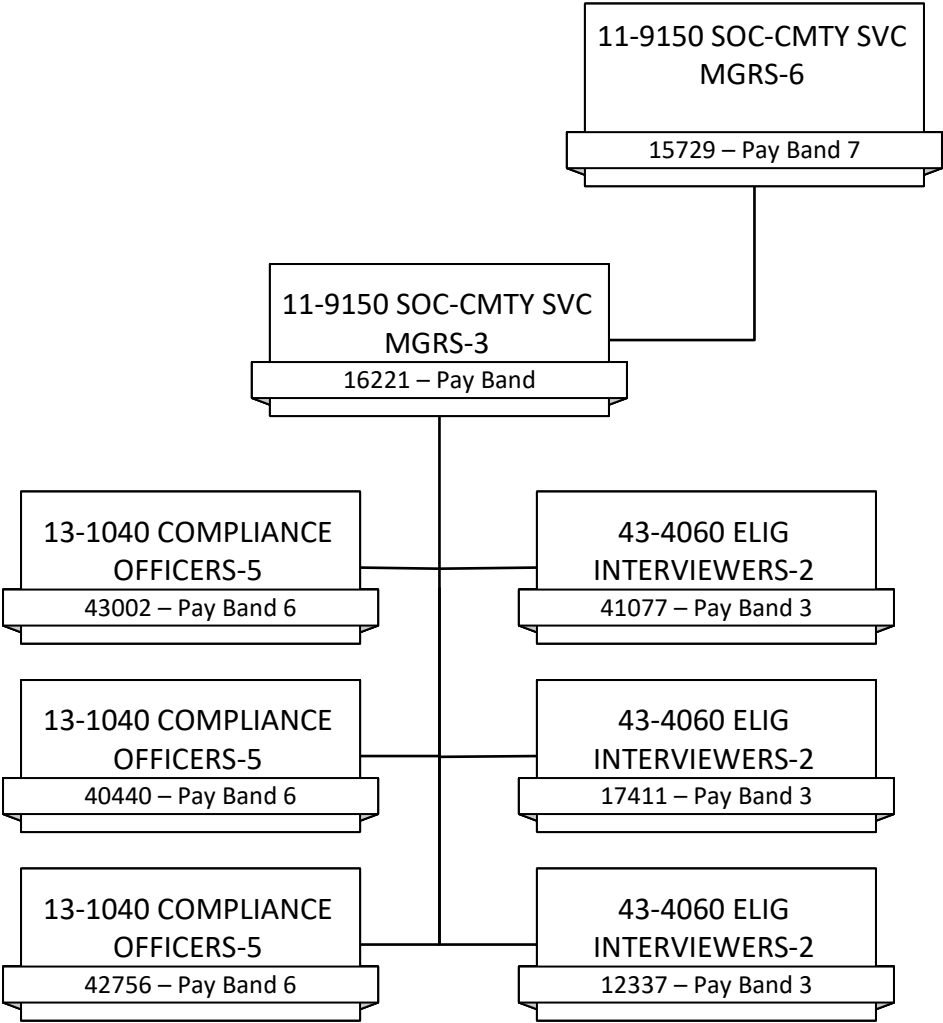 11-9150 SOC-CMTY SVC
MGRS-6
15729 – Pay Band 7
11-9150 SOC-CMTY SVC
MGRS-3
16221 – Pay Band
13-1040 COMPLIANCE
OFFICERS-5
43002 – Pay Band 6
43-4060 ELIG
INTERVIEWERS-2
41077 – Pay Band 3
13-1040 COMPLIANCE
OFFICERS-5
40440 – Pay Band 6
43-4060 ELIG
INTERVIEWERS-2
17411 – Pay Band 3
13-1040 COMPLIANCE
OFFICERS-5
42756 – Pay Band 6
43-4060 ELIG
INTERVIEWERS-2
12337 – Pay Band 3